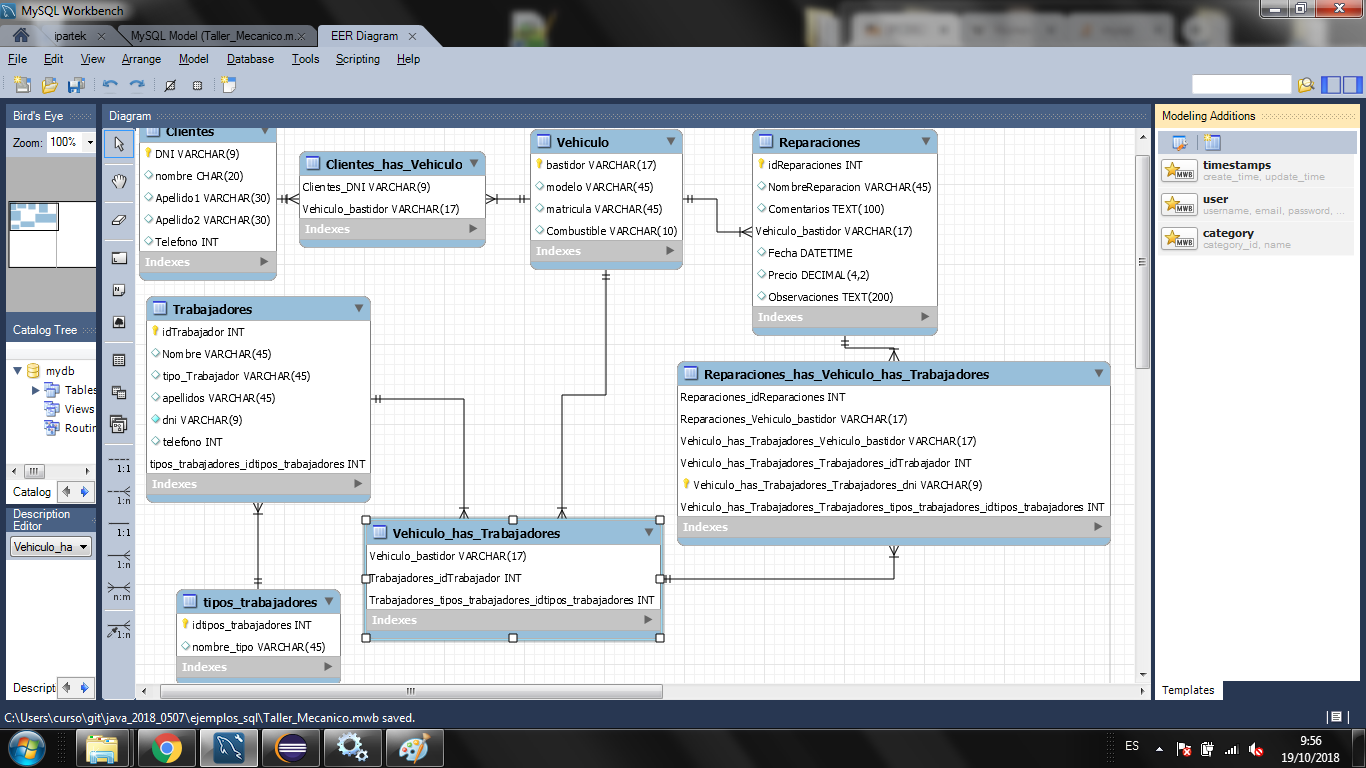 MySQL Workbench
ipartek
MySQL Model (Taller_Mecanico.m
EER Diagram
File Edit View Arrange Model Database Tools Scripting Help
Bird's Eye
Zoom: 100%
Catalog Tree
mydb
Tables
Views
Routin
Catalog
Description
Editor
Vehiculo_ha
Descript
Diagram
1:1
1:n
1:1
1:n
n:m
1:n
Clientes
DNI VARCHAR(9)
nombre CHAR(20)
Apellido1 VARCHAR(30)
Apellido2 VARCHAR(30)
Telefono INT
Indexes
Clientes_has_Vehiculo
Clientes_DNI VARCHAR(9)
Vehiculo_bastidor VARCHAR(17)
Indexes
Vehiculo
bastidor VARCHAR(17)
modelo VARCHAR(45)
matricula VARCHAR(45)
Combustible VARCHAR(10)
Indexes
Reparaciones
idReparaciones INT
NombreReparacion VARCHAR(45)
Comentarios TEXT(100)
Vehiculo_bastidor VARCHAR(17)
Fecha DATETIME
Precio DECIMAL(4,2)
Observaciones TEXT(200)
Indexes
Trabajadores
idTrabajador INT
Nombre VARCHAR(45)
tipo_Trabajador VARCHAR(45)
apellidos VARCHAR(45)
dni VARCHAR(9)
telefono INT
tipos_trabajadores_idtipos_trabajadores INT
Indexes
Reparaciones_has_Vehiculo_has_Trabajadores
Reparaciones_idReparaciones INT
Reparaciones_Vehiculo_bastidor VARCHAR(17)
Vehiculo_has_Trabajadores_Vehiculo_bastidor VARCHAR(17)
Vehiculo_has_Trabajadores_Trabajadores_idTrabajador INT
Vehiculo_has_Trabajadores_Trabajadores_dni VARCHAR(9)
Vehiculo_has_Trabajadores_Trabajadores_tipos_trabajadores_idtipos_trabajadores INT
Indexes
Vehiculo_has_Trabajadores
Vehiculo_bastidor VARCHAR(17)
Trabajadores_idTrabajador INT
Trabajadores_tipos_trabajadores_idtipos_trabajadores INT
Indexes
tipos_trabajadores
idtipos_trabajadores INT
nombre_tipo VARCHAR(45)
Indexes
Modeling Additions
MWB
timestamps
create_time, update_time
MWB
user
username, email, password, ...
MWB
category
category_id, name
Templates
C:\Users\curso\git\java_2018_0507\ejemplos_sql\Taller_Mecanico.mwb saved.
ES
9:56
19/10/2018